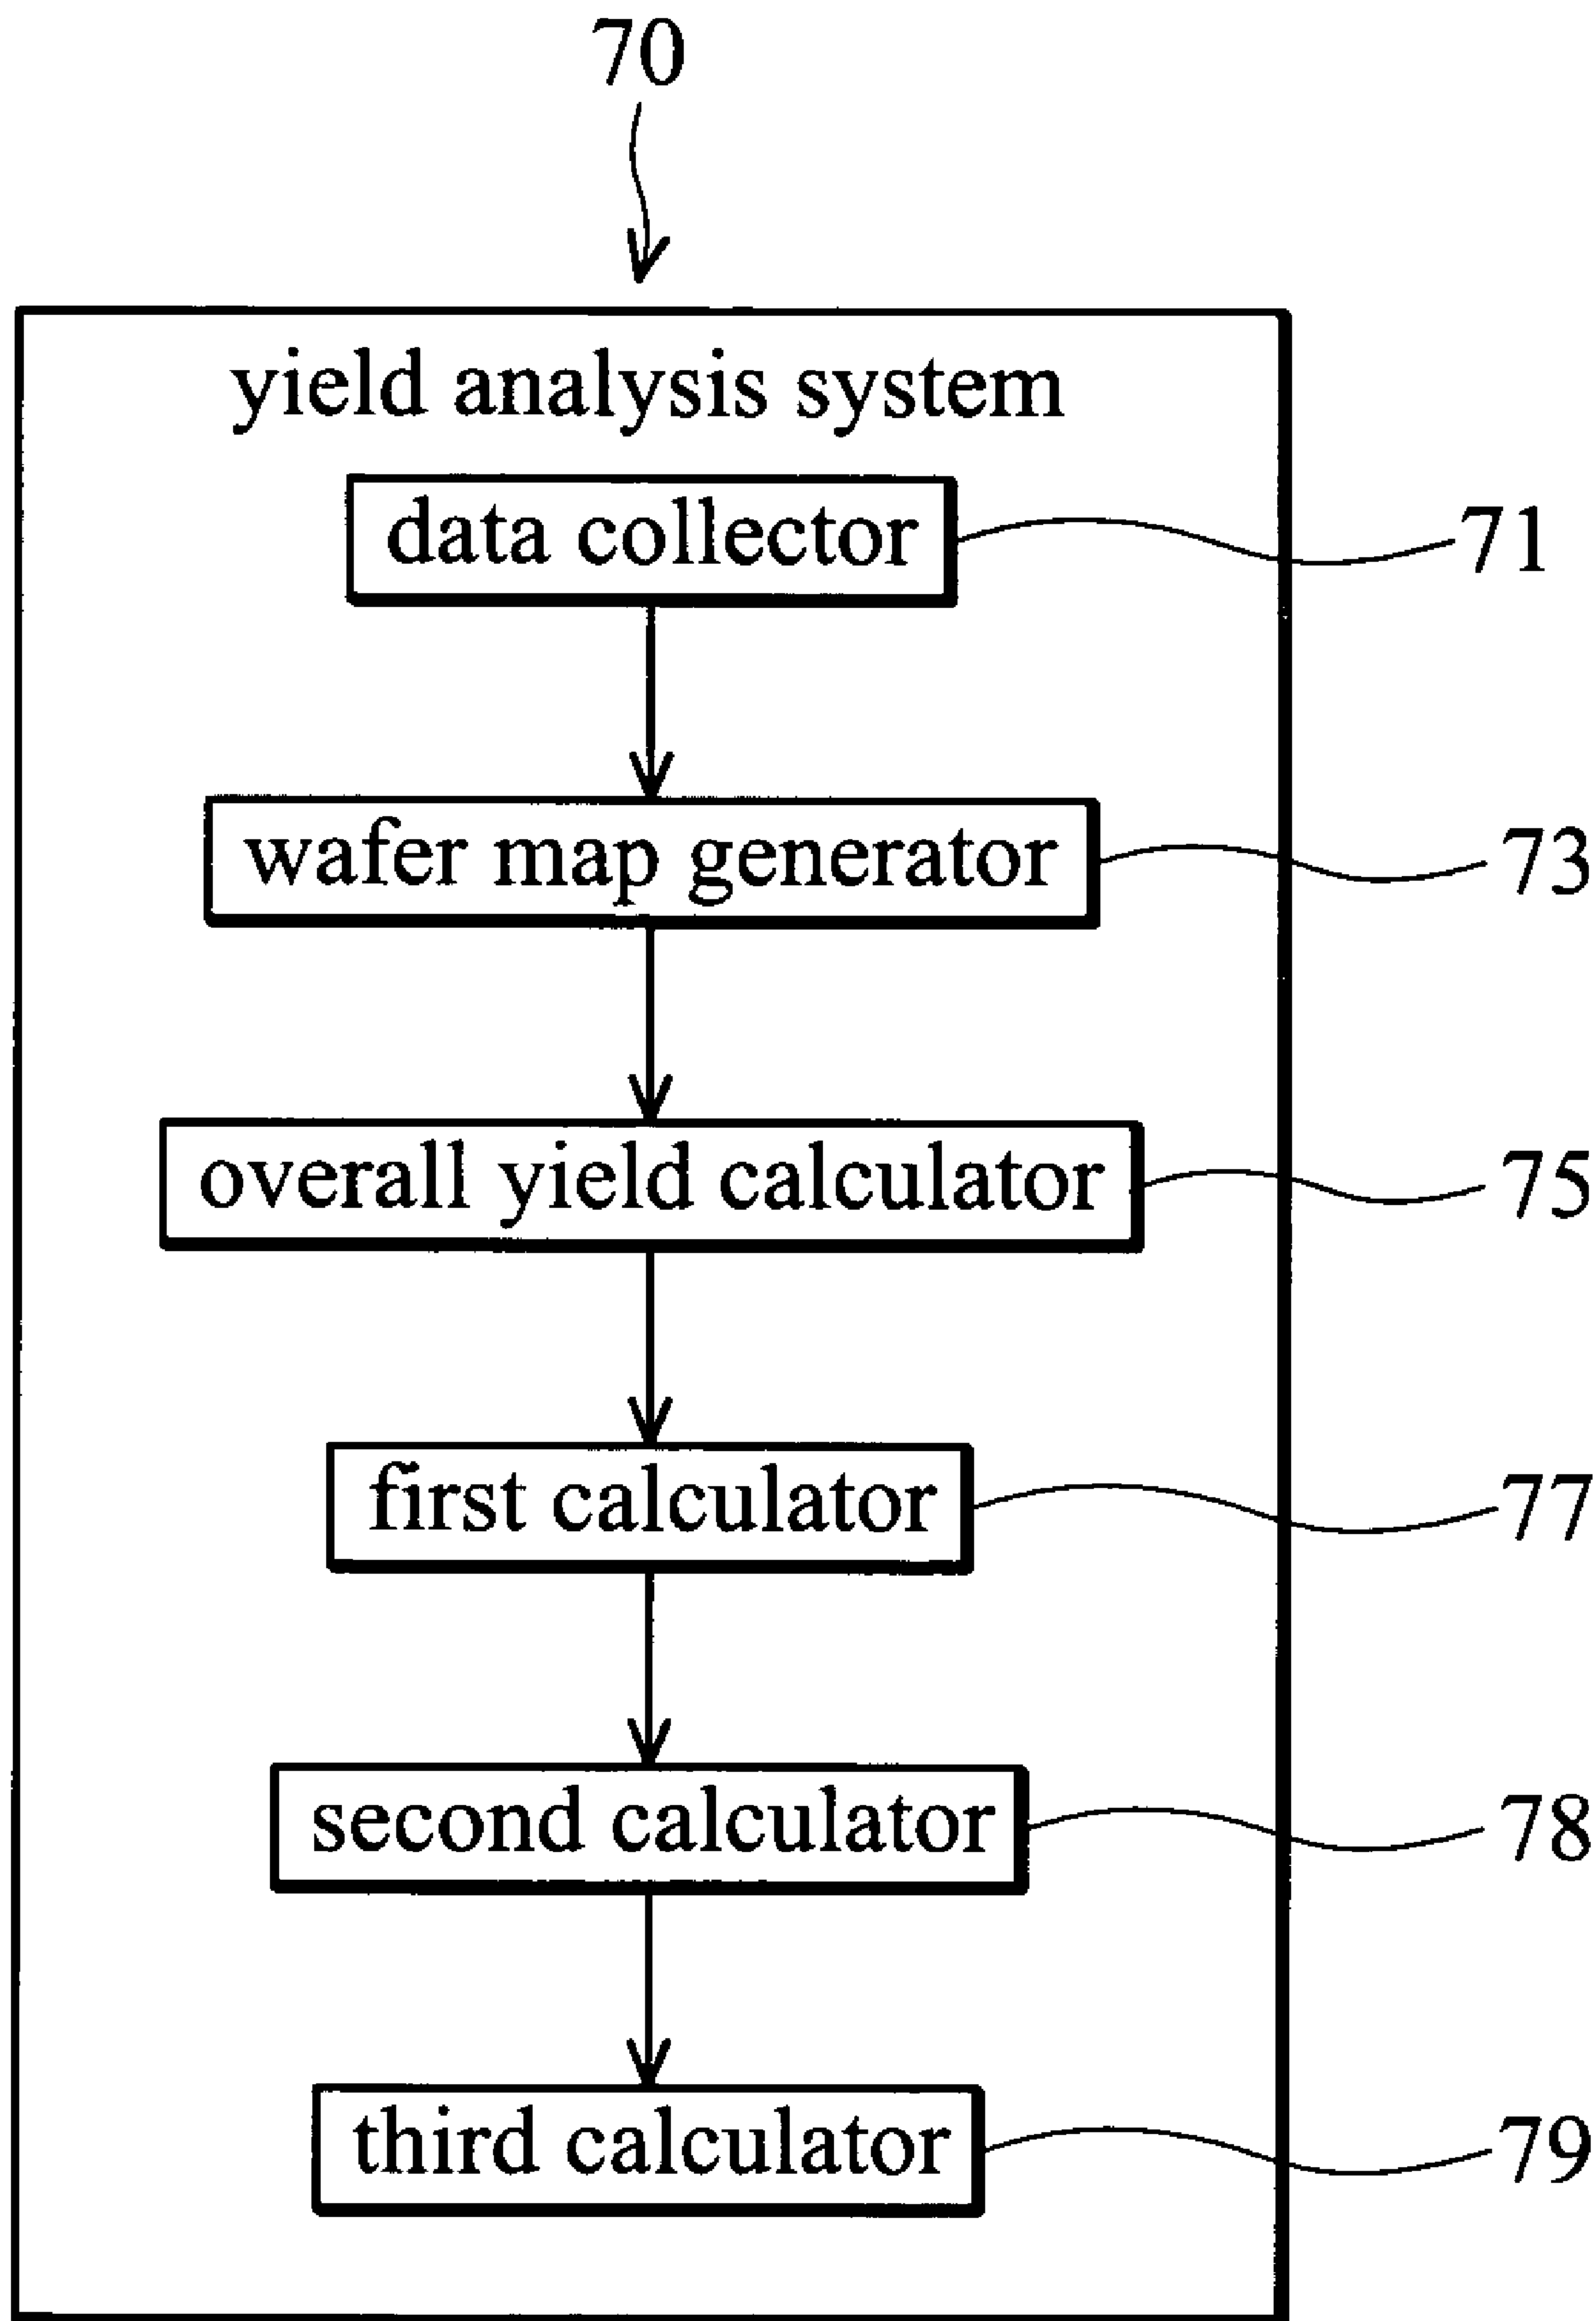 70
yield analysis system
data collector
71
wafer map generator
73
overall yield calculator
75
first calculator
77
second calculator
78
third calculator
79